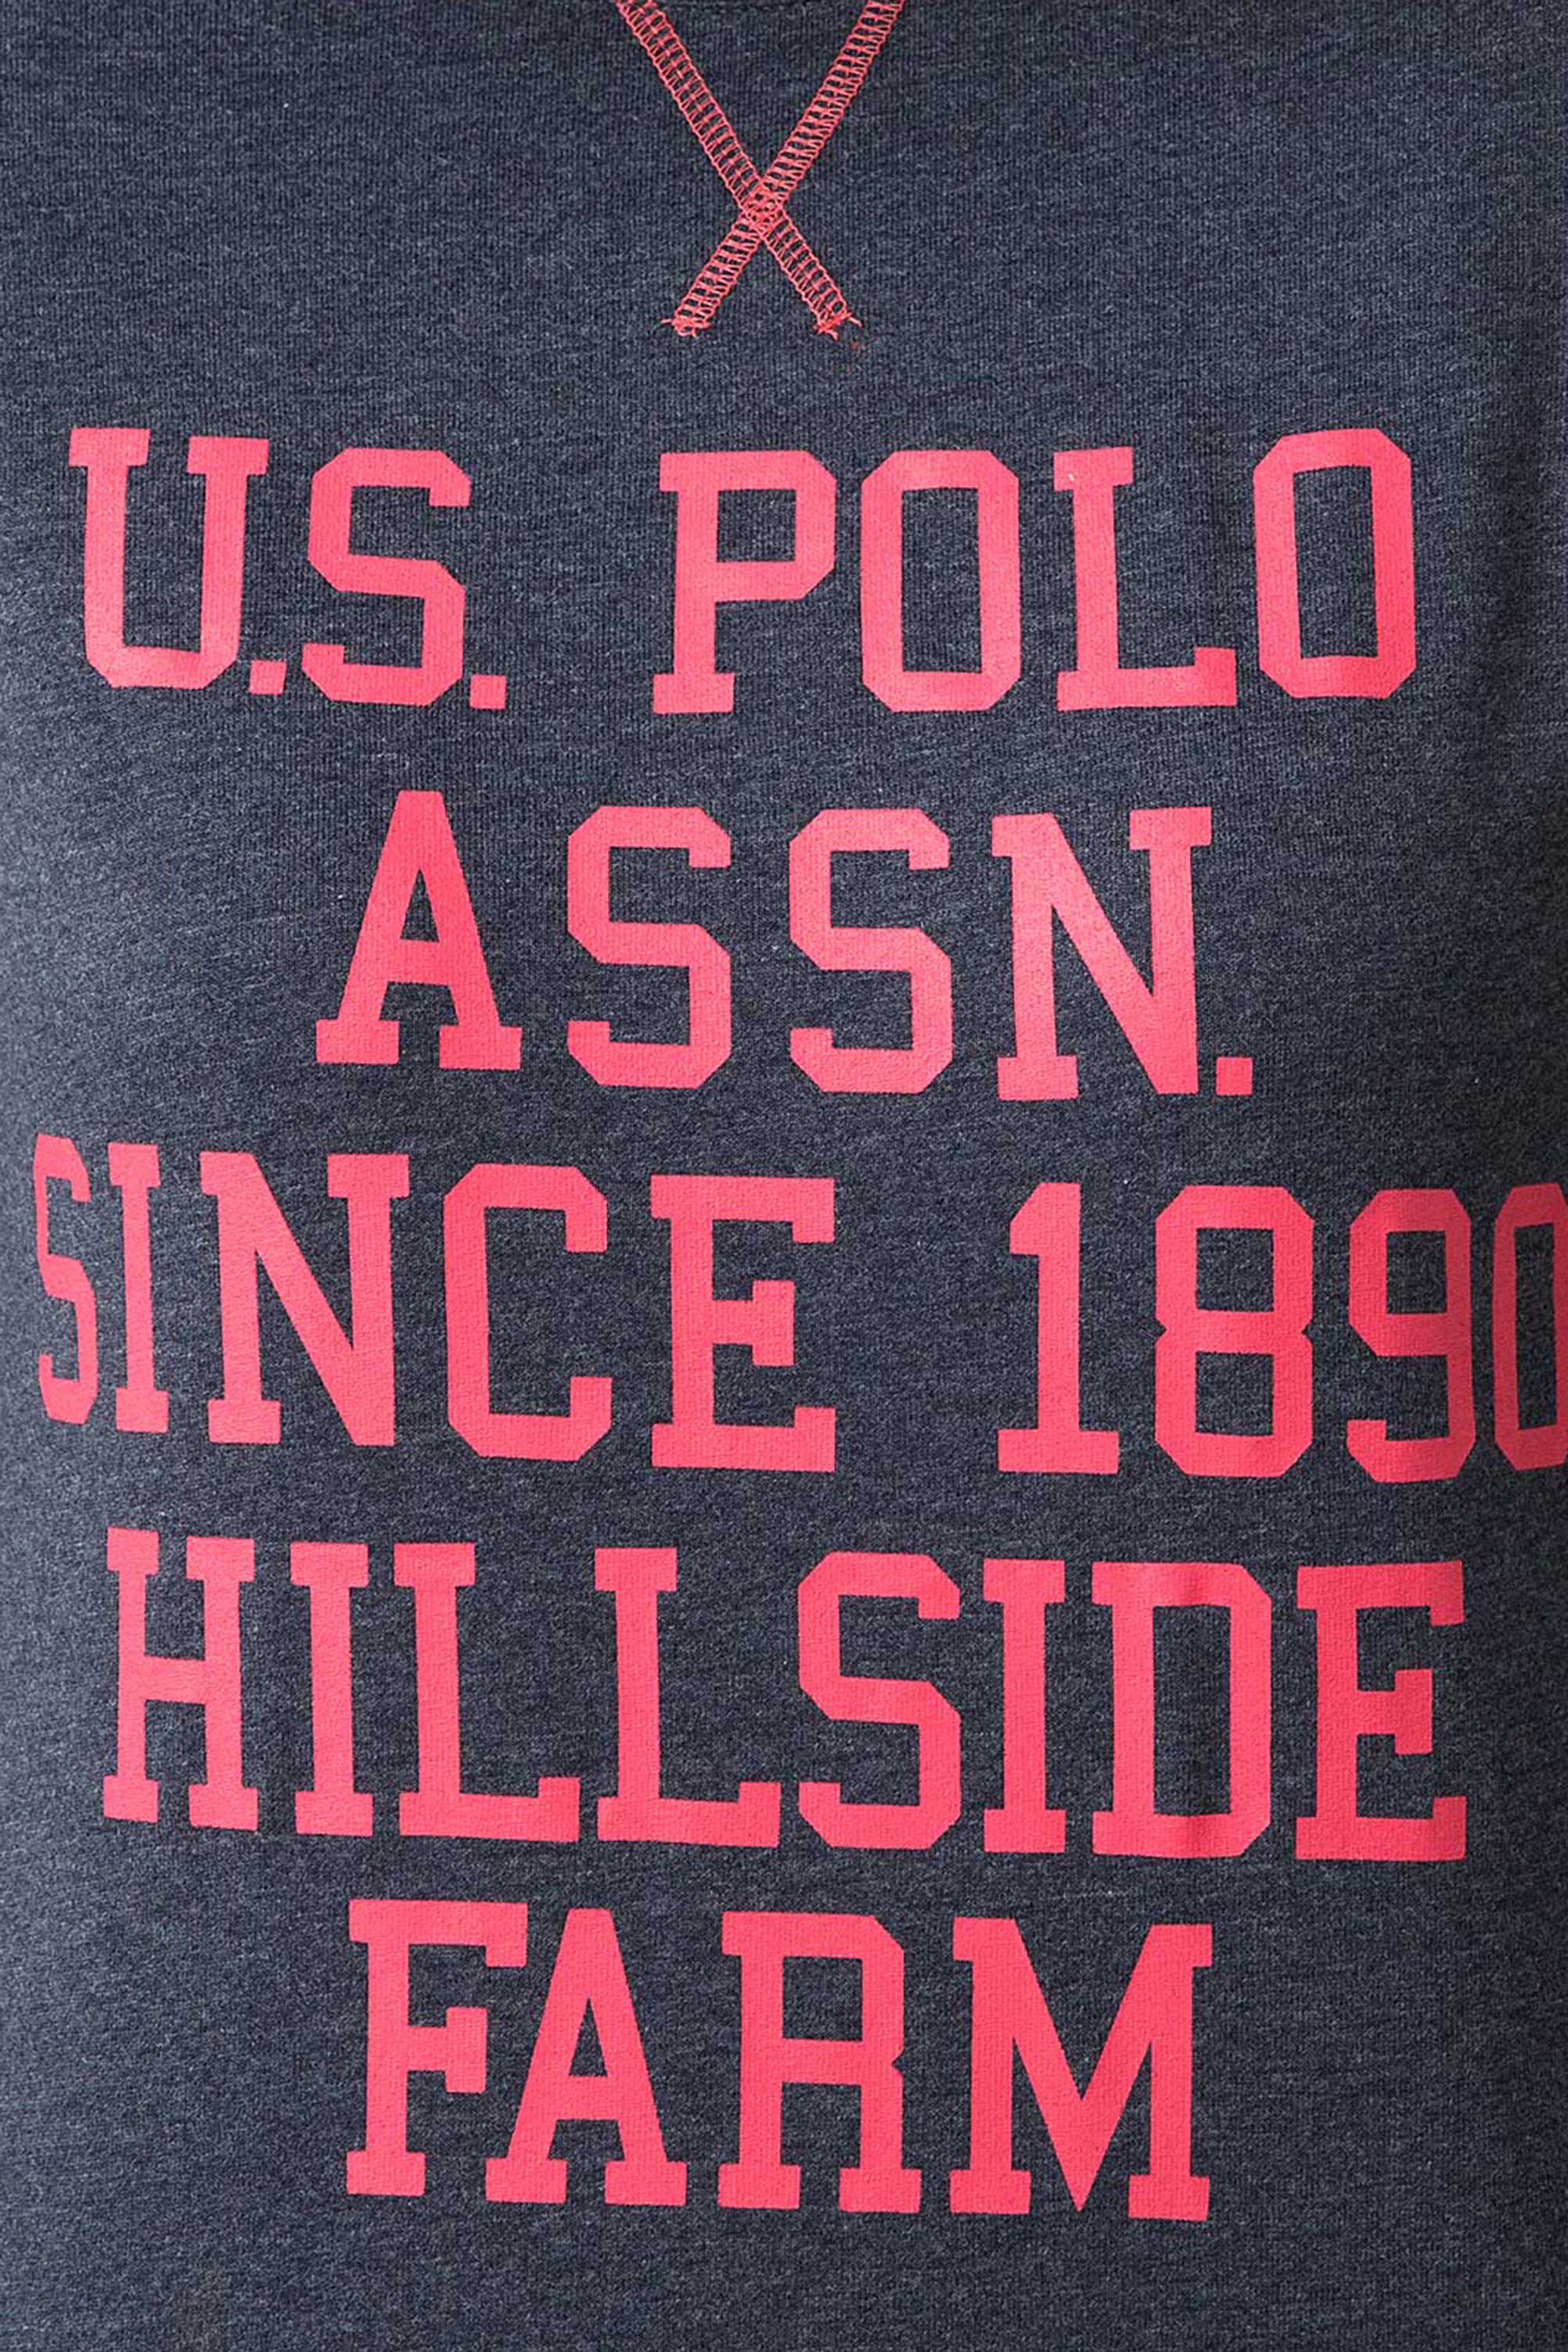 U.S. POLO
ASSN.
SINCE 1890
HILLSIDE
FARM